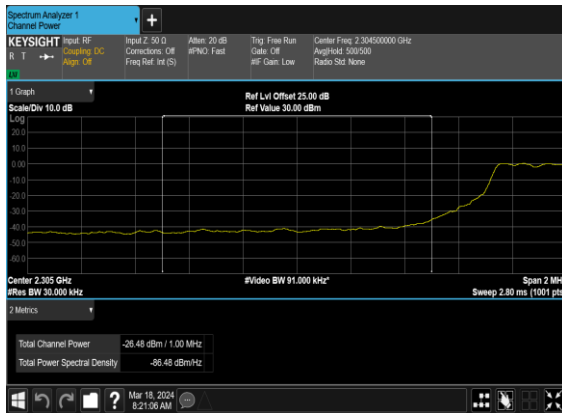 Spectrum Analyzer 1
Channel Power
+
KEYSIGHT
R T
Input: RF
Coupling: DC
Align: Off
Input Z: 50 Ω
Corrections: Off
Freq Ref: Int (S)
Atten: 20 dB
#PNO: Fast
Trig: Free Run
Gate: Off
#IF Gain: Low
Center Freq: 2.304500000 GHz
Avg|Hold: 500/500
Radio Std: None
1 Graph
Scale/Div 10.0 dB
Ref Lvl Offset 25.00 dB
Ref Value 30.00 dBm
Log
20.0
10.0
0.00
-10.0
-20.0
-30.0
-40.0
-50.0
-60.0
Center 2.305 GHz
#Res BW 30.000 kHz
#Video BW 91.000 kHz*
Span 2 MH
Sweep 2.80 ms (1001 pts
2 Metrics
Total Channel Power -26.48 dBm / 1.00 MHz
Total Power Spectral Density -86.48 dBm/Hz
?
Mar 18, 2024
8:21:06 AM